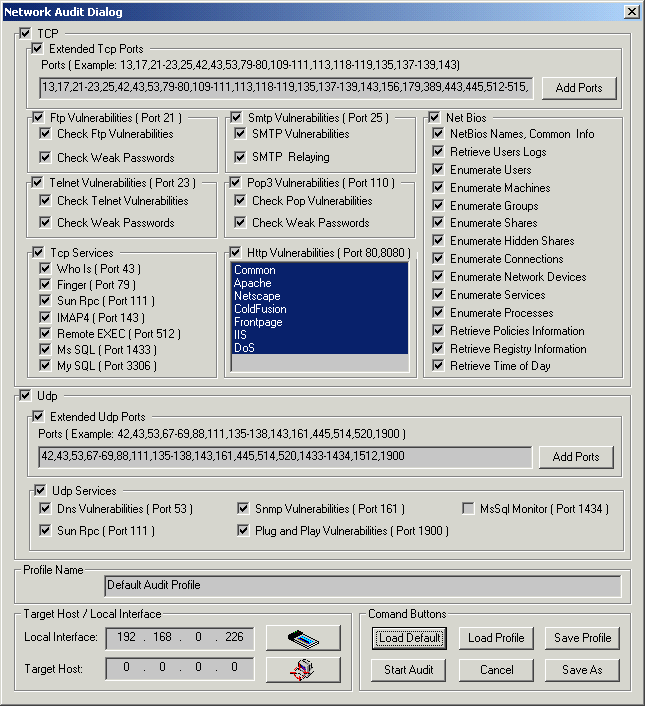 Network Audit Dialog
TCP
Extended Tcp Ports
Ports ( Example: 13,17,21-23,25,42,43,53,79-80,109-111,113,118-119,135,137-139,143)
13,17,21-23,25,42,43,53,79-80,109-111,113,118-119,135,137-139,143,156,179,389,443,445,512-515,
Add Ports
Ftp Vulnerabilities ( Port 21 )
Check Ftp Vulnerabilities
Check Weak Passwords
Smtp Vulnerabilities ( Port 25 )
SMTP Vulnerabilities
SMTP Relaying
Telnet Vulnerabilities ( Port 23 )
Check Telnet Vulnerabilities
Check Weak Passwords
Pop3 Vulnerabilities ( Port 110 )
Check Pop Vulnerabilities
Check Weak Passwords
Tcp Services
Who Is ( Port 43 )
Finger ( Port 79 )
Sun Rpc ( Port 111 )
IMAP4 ( Port 143 )
Remote EXEC ( Port 512 )
Ms SQL ( Port 1433 )
My SQL ( Port 3306 )
Http Vulnerabilities ( Port 80,8080 )
Common
Apache
Netscape
ColdFusion
Frontpage
IIS
DoS
Net Bios
NetBios Names, Common Info
Retrieve Users Logs
Enumerate Users
Enumerate Machines
Enumerate Groups
Enumerate Shares
Enumerate Hidden Shares
Enumerate Connections
Enumerate Network Devices
Enumerate Services
Enumerate Processes
Retrieve Policies Information
Retrieve Registry Information
Retrieve Time of Day
Udp
Extended Udp Ports
Ports ( Example: 42,43,53,67-69,88,111,135-138,143,161,445,514,520,1900 )
42,43,53,67-69,88,111,135-138,143,161,445,514,520,1433-1434,1512,1900
Add Ports
Udp Services
Dns Vulnerabilities ( Port 53 )
Snmp Vulnerabilities ( Port 161 )
MsSql Monitor ( Port 1434 )
Sun Rpc ( Port 111 )
Plug and Play Vulnerabilities ( Port 1900 )
Profile Name
Default Audit Profile
Target Host / Local Interface
Local Interface: 192 . 168 . 0 . 226
Target Host: 0 . 0 . 0 . 0
Comand Buttons
Load Default
Load Profile
Save Profile
Start Audit
Cancel
Save As